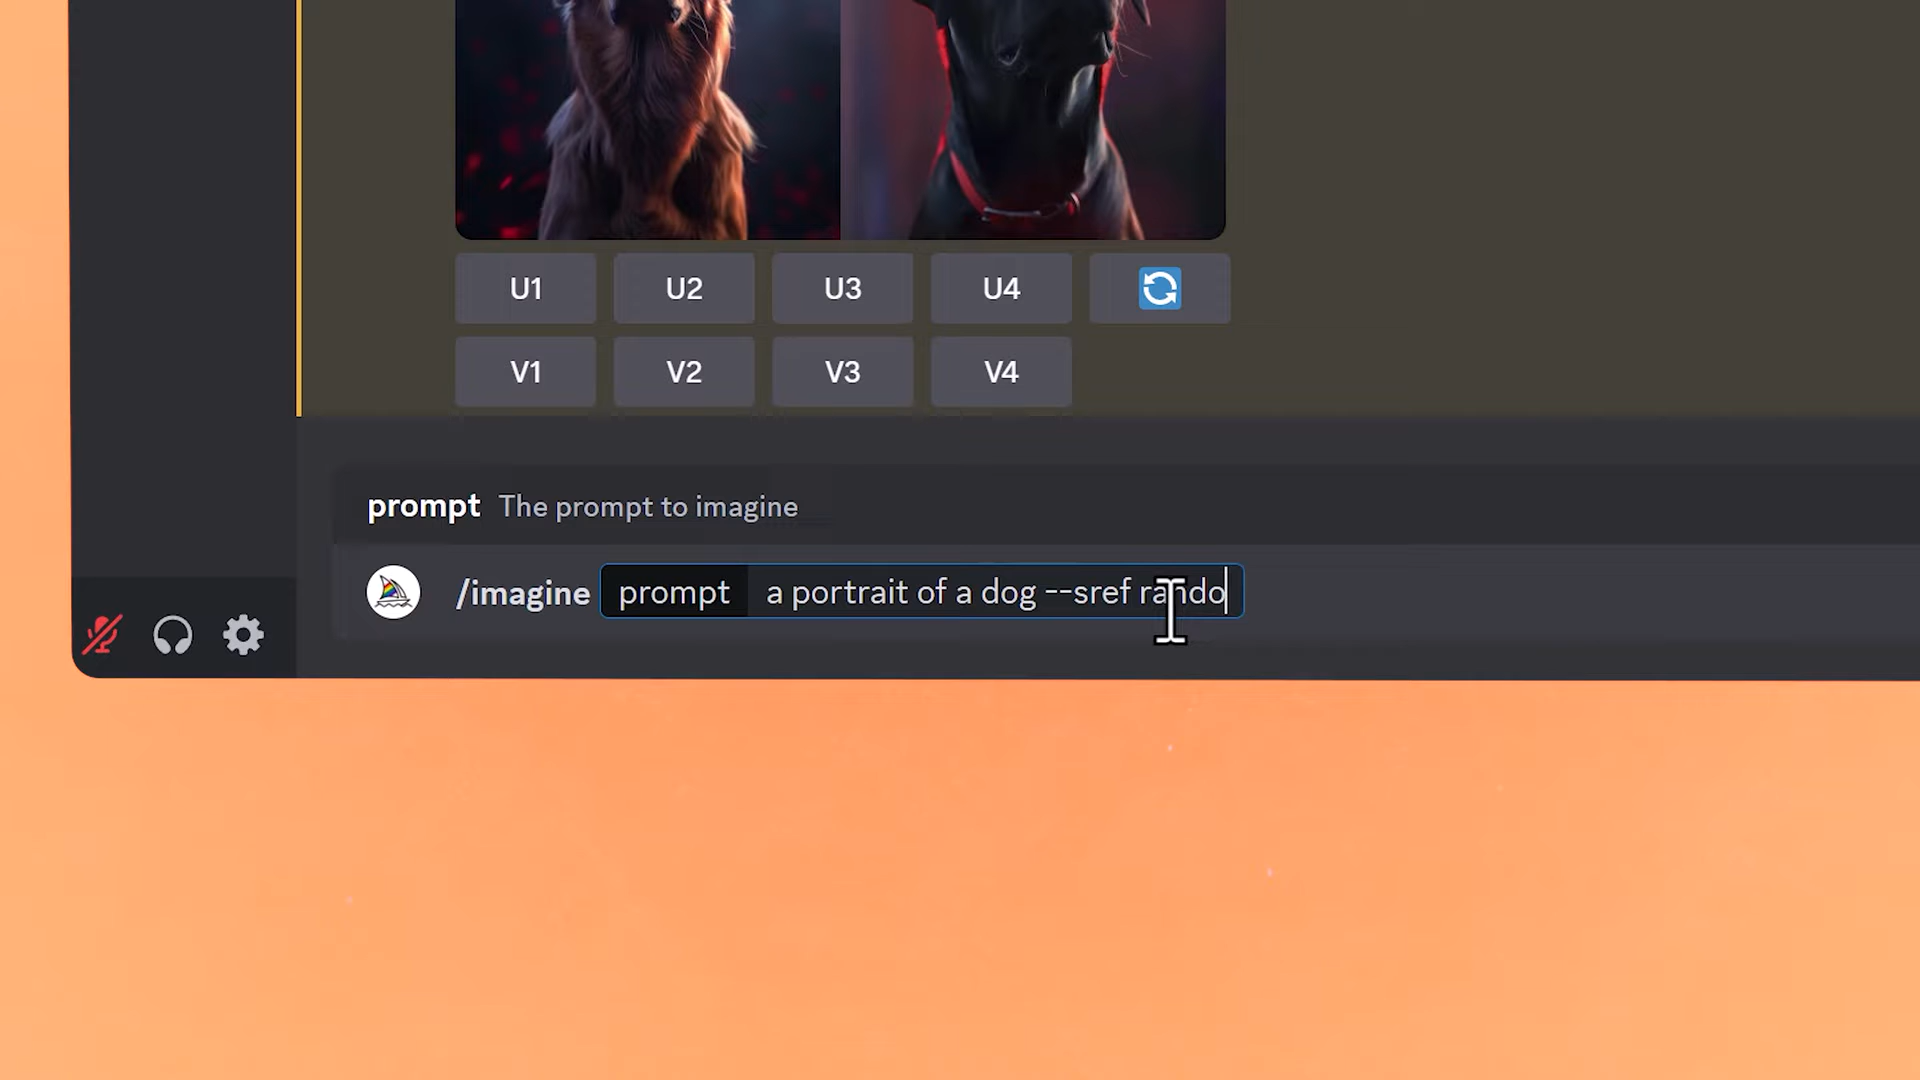 U1 U2 U3 U4
V1 V2 V3 V4
prompt The prompt to imagine
/imagine prompt a portrait of a dog --sref rando